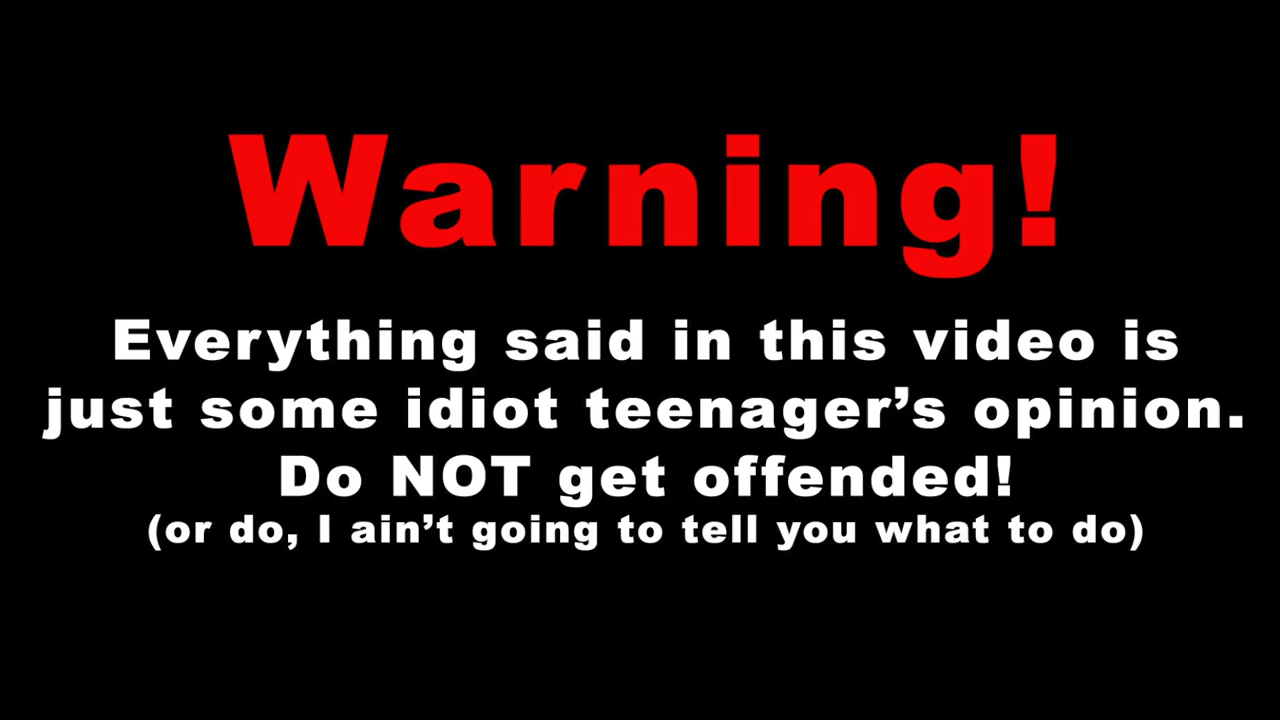 Warning!
Everything said in this video is
just some idiot teenager’s opinion.
Do NOT get offended!
(or do, I ain’t going to tell you what to do)